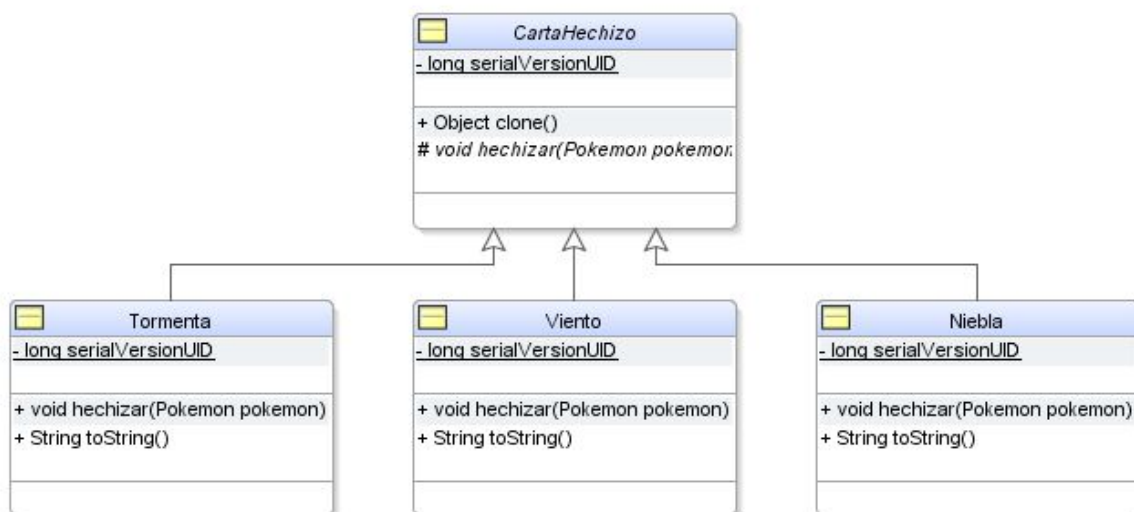 CartaHechizo
- long serialVersionUID
+ Object clone()
# void hechizar(Pokemon pokemon
Tormenta
- long serialVersionUID
+ void hechizar(Pokemon pokemon)
+ String toString()
Viento
- long serialVersionUID
+ void hechizar(Pokemon pokemon)
+ String toString()
Niebla
- long serialVersionUID
+ void hechizar(Pokemon pokemon)
+ String toString()